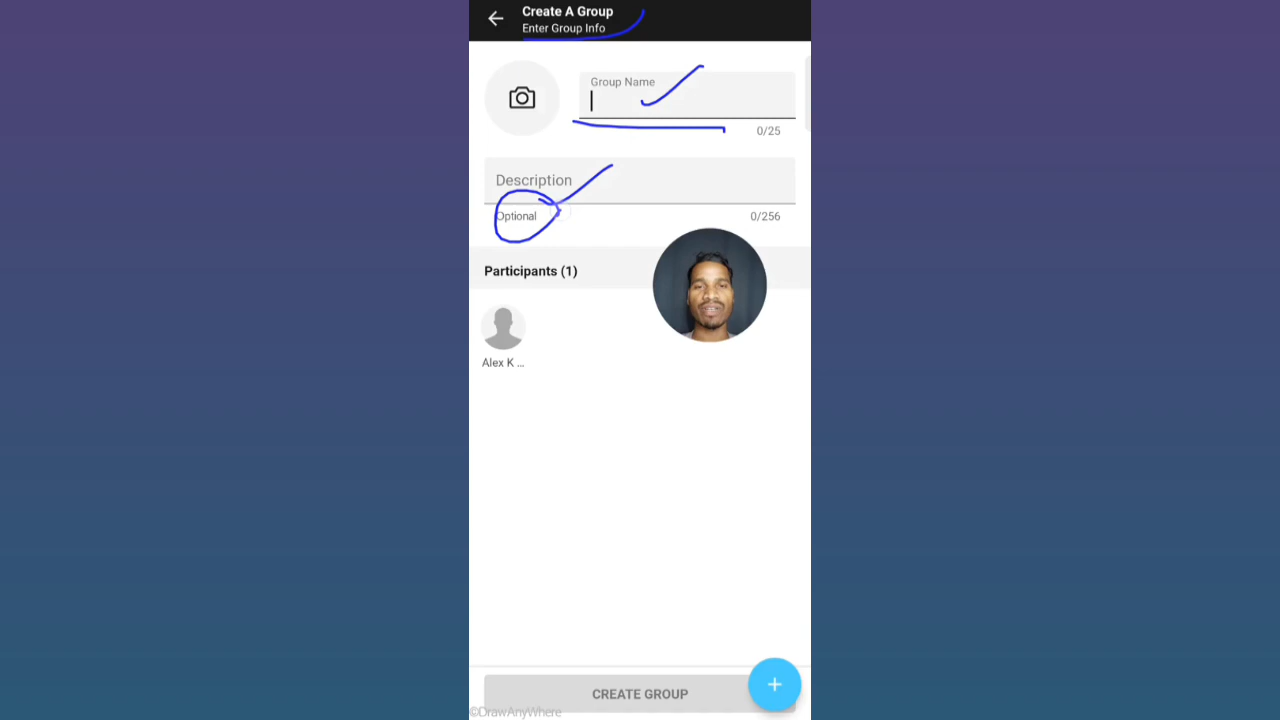 Create A Group
Enter Group Info
Group Name
0/25
Description
Optional
0/256
Participants (1)
Alex K ...
CREATE GROUP
+
©DrawAnyWhere